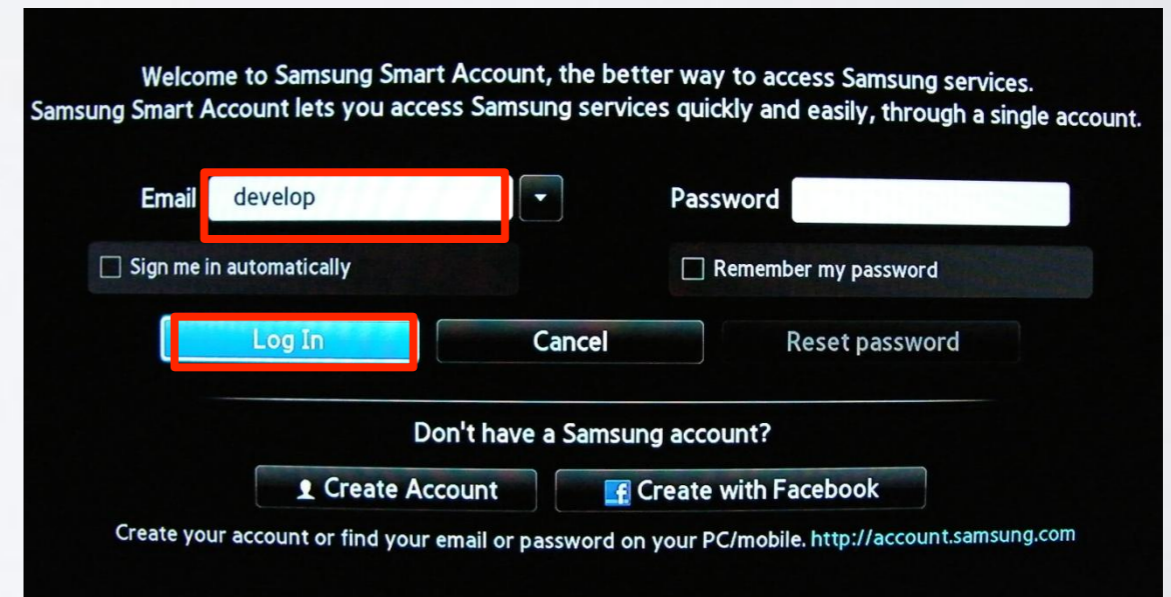 Welcome to Samsung Smart Account, the better way to access Samsung services.
Samsung Smart Account lets you access Samsung services quickly and easily, through a single account.
Email develop Password
Sign me in automatically Remember my password
Log In Cancel Reset password
Don't have a Samsung account?
Create Account Create with Facebook
Create your account or find your email or password on your PC/mobile. http://account.samsung.com